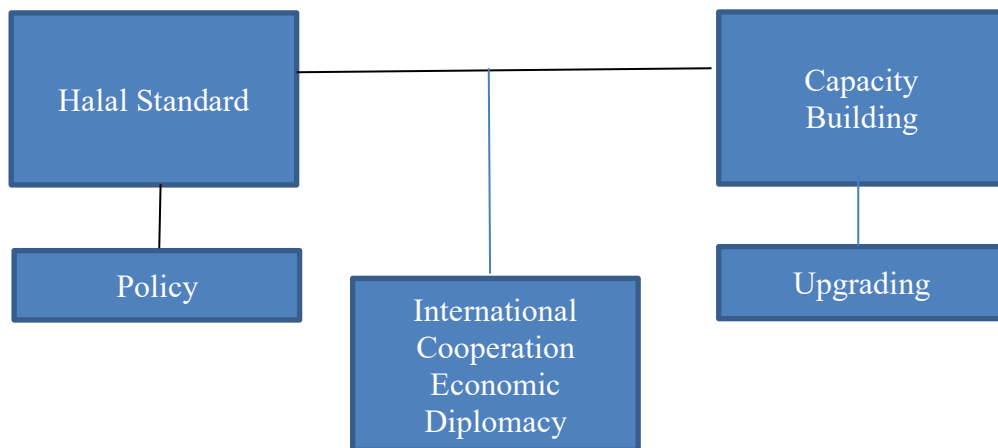 Halal Standard
Capacity
Building
Policy
Upgrading
International
Cooperation
Economic
Diplomacy